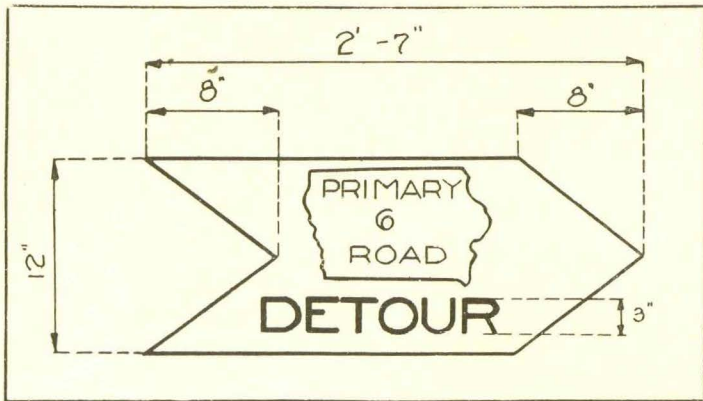 2' -7"
8" 8"
PRIMARY
6
ROAD
12"
DETOUR
3"